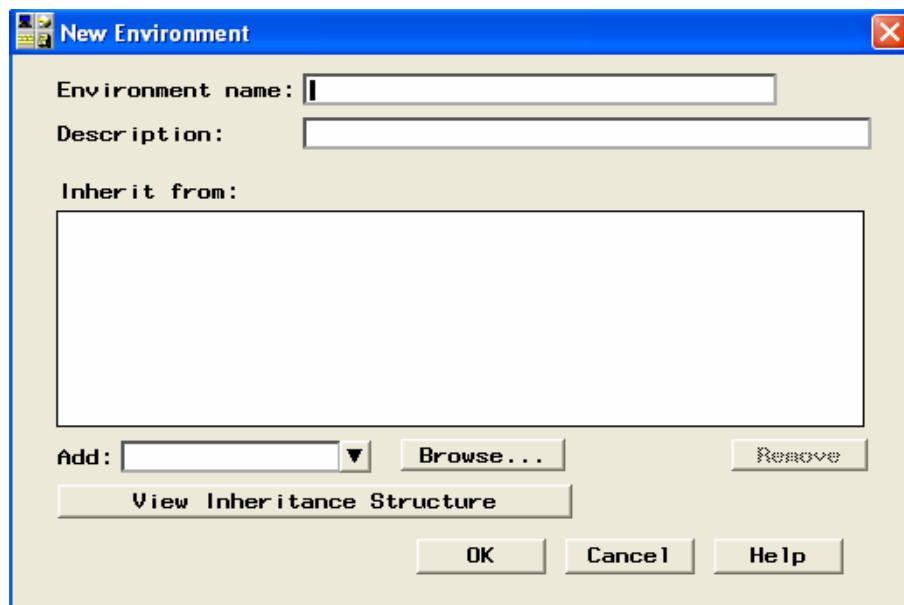 New Environment
Environment name:
Description:
Inherit from:
Add: Browse... Remove
View Inheritance Structure
OK Cancel Help